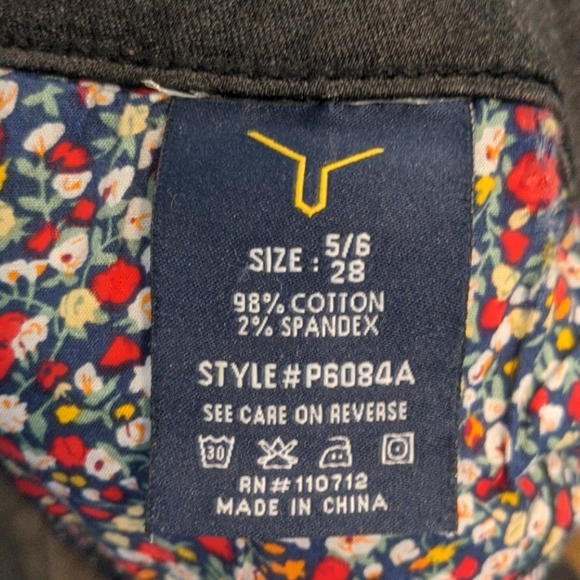 SIZE : 5/6
28
98% COTTON
2% SPANDEX
STYLE#P6084A
SEE CARE ON REVERSE
30
RN#110712
MADE IN CHINA